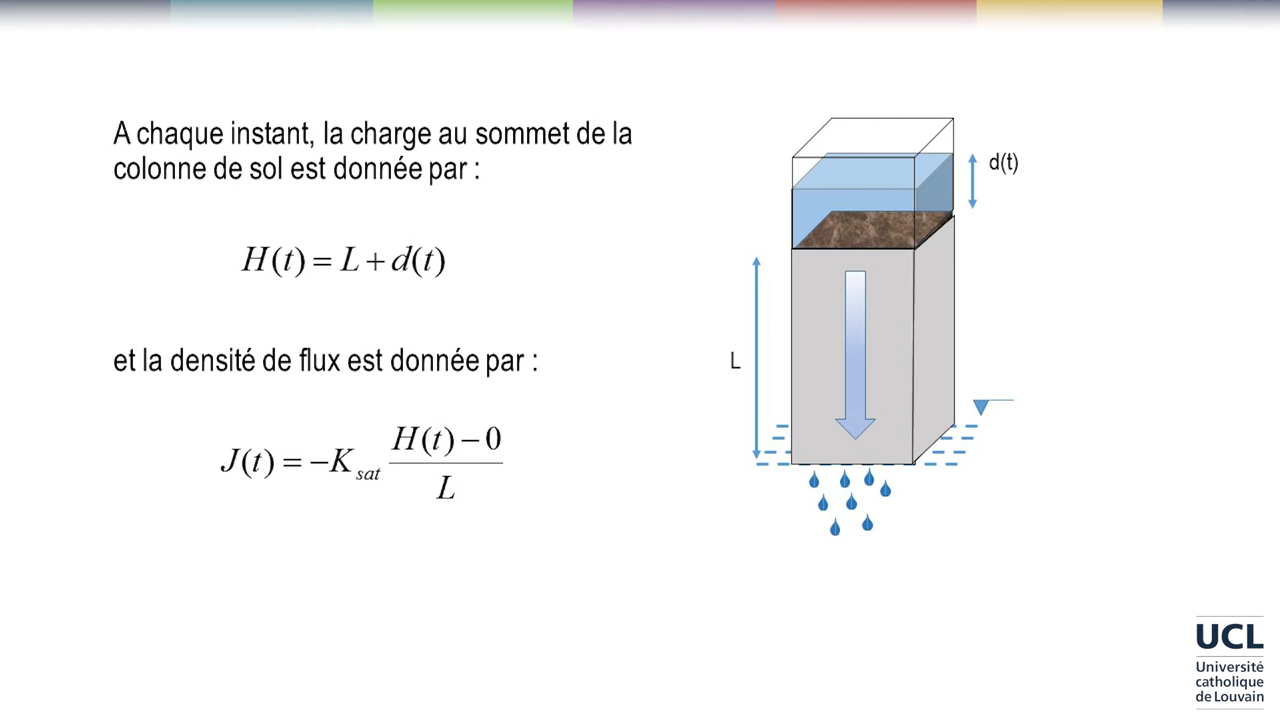 A chaque instant, la charge au sommet de la
colonne de sol est donnée par :
H(t) = L + d(t)
et la densité de flux est donnée par :
J(t) = −K_sat (H(t) − 0) / L
d(t)
L
UCL
Université
catholique
de Louvain